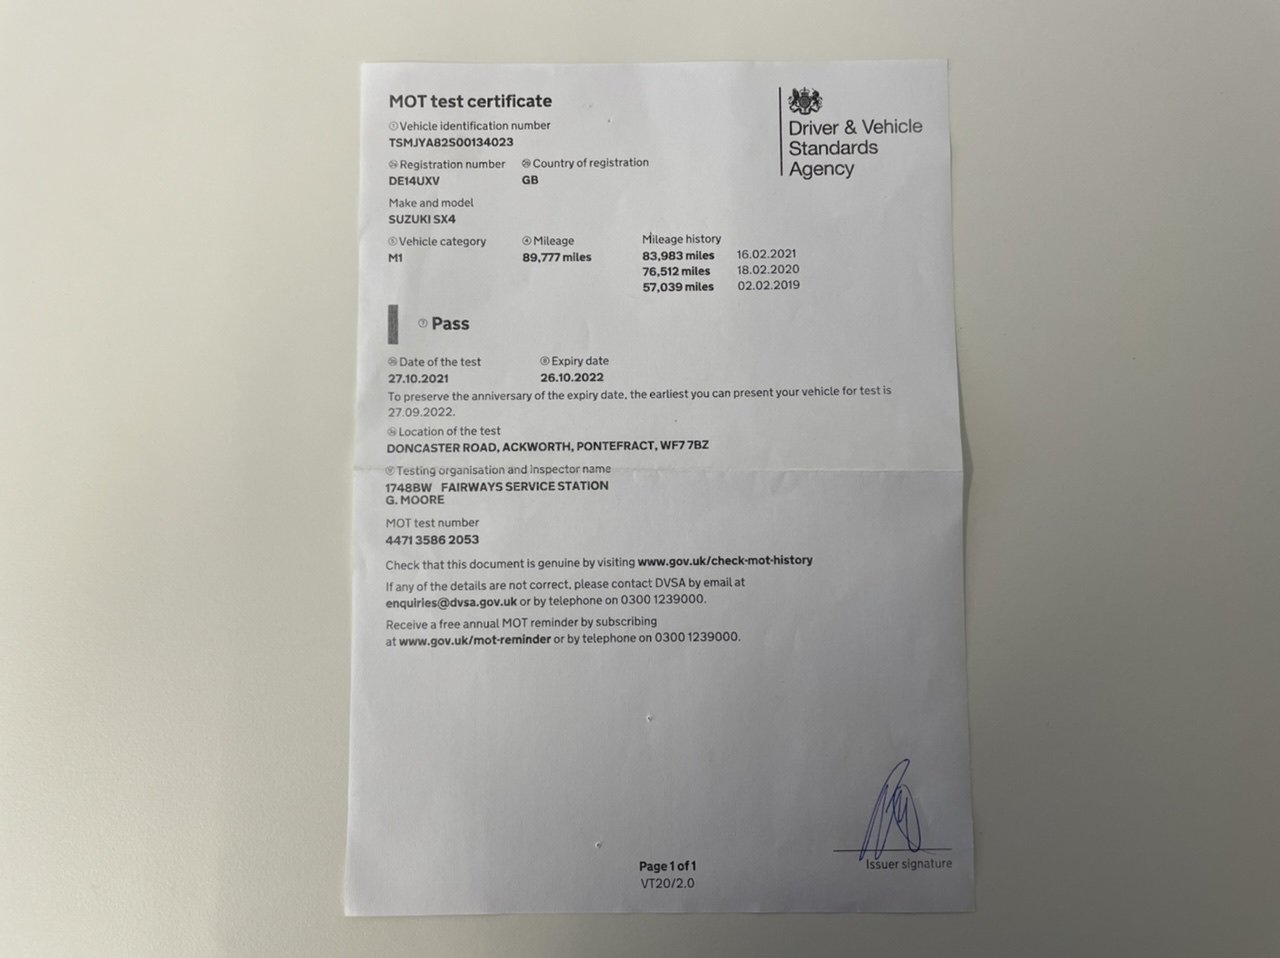 MOT test certificate
① Vehicle identification number
TSMJYA82S00134023
Registration number Country of registration
DE14UXV GB
Make and model
SUZUKI SX4
⑤ Vehicle category ④ Mileage Mileage history
M1 89,777 miles 83,983 miles 16.02.2021
76,512 miles 18.02.2020
57,039 miles 02.02.2019
⑦ Pass
Date of the test ⑧ Expiry date
27.10.2021 26.10.2022
To preserve the anniversary of the expiry date, the earliest you can present your vehicle for test is
27.09.2022.
Location of the test
DONCASTER ROAD, ACKWORTH, PONTEFRACT, WF7 7BZ
Testing organisation and inspector name
1748BW FAIRWAYS SERVICE STATION
G. MOORE
MOT test number
4471 3586 2053
Check that this document is genuine by visiting www.gov.uk/check-mot-history
If any of the details are not correct, please contact DVSA by email at
enquiries@dvsa.gov.uk or by telephone on 0300 1239000.
Receive a free annual MOT reminder by subscribing
at www.gov.uk/mot-reminder or by telephone on 0300 1239000.
Driver & Vehicle
Standards
Agency
Issuer signature
Page 1 of 1
VT20/2.0